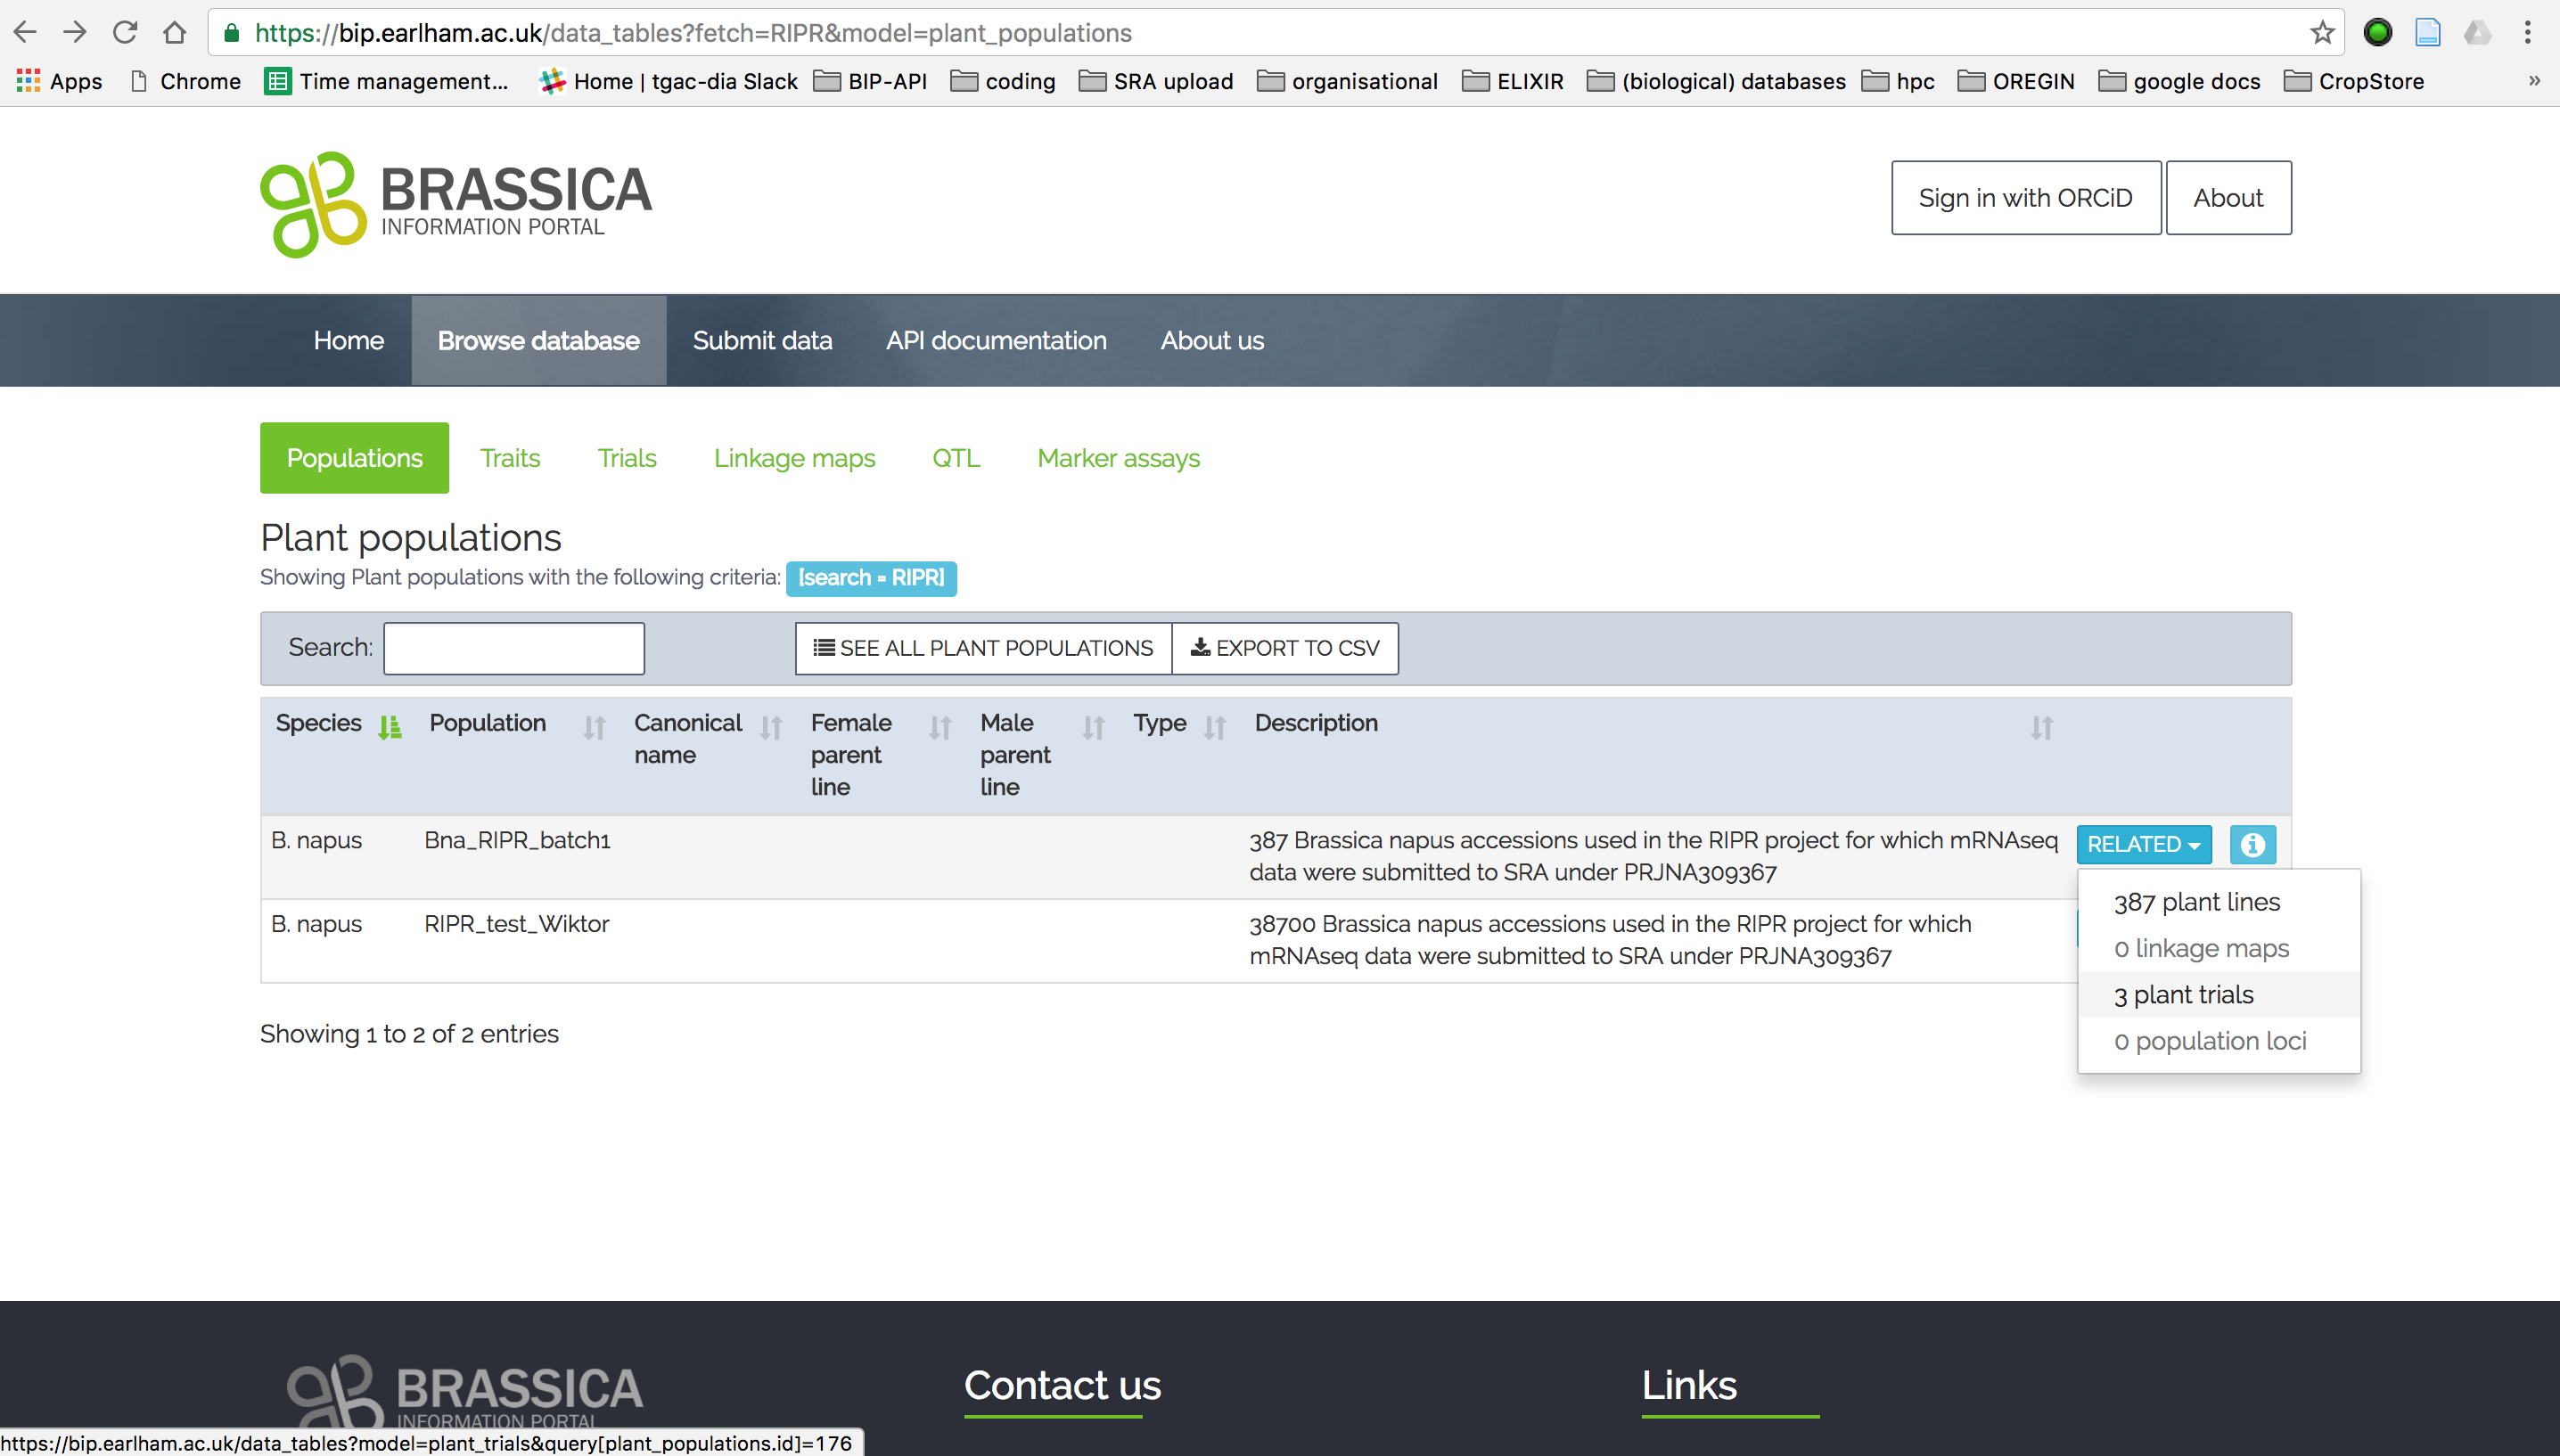 https://bip.earlham.ac.uk/data_tables?fetch=RIPR&model=plant_populations
Apps Chrome Time management... Home | tgac-dia Slack BIP-API coding SRA upload organisational ELIXIR (biological) databases hpc OREGIN google docs CropStore »
BRASSICA
INFORMATION PORTAL
Sign in with ORCiD About
Home Browse database Submit data API documentation About us
Populations Traits Trials Linkage maps QTL Marker assays
Plant populations
Showing Plant populations with the following criteria: [search = RIPR]
Search: SEE ALL PLANT POPULATIONS EXPORT TO CSV
Species Population Canonical name Female parent line Male parent line Type Description
B. napus Bna_RIPR_batch1 387 Brassica napus accessions used in the RIPR project for which mRNAseq RELATED
data were submitted to SRA under PRJNA309367
387 plant lines
B. napus RIPR_test_Wiktor 38700 Brassica napus accessions used in the RIPR project for which
mRNAseq data were submitted to SRA under PRJNA309367
0 linkage maps
3 plant trials
0 population loci
Showing 1 to 2 of 2 entries
BRASSICA
INFORMATION PORTAL
Contact us
Links
https://bip.earlham.ac.uk/data_tables?model=plant_trials&query[plant_populations.id]=176